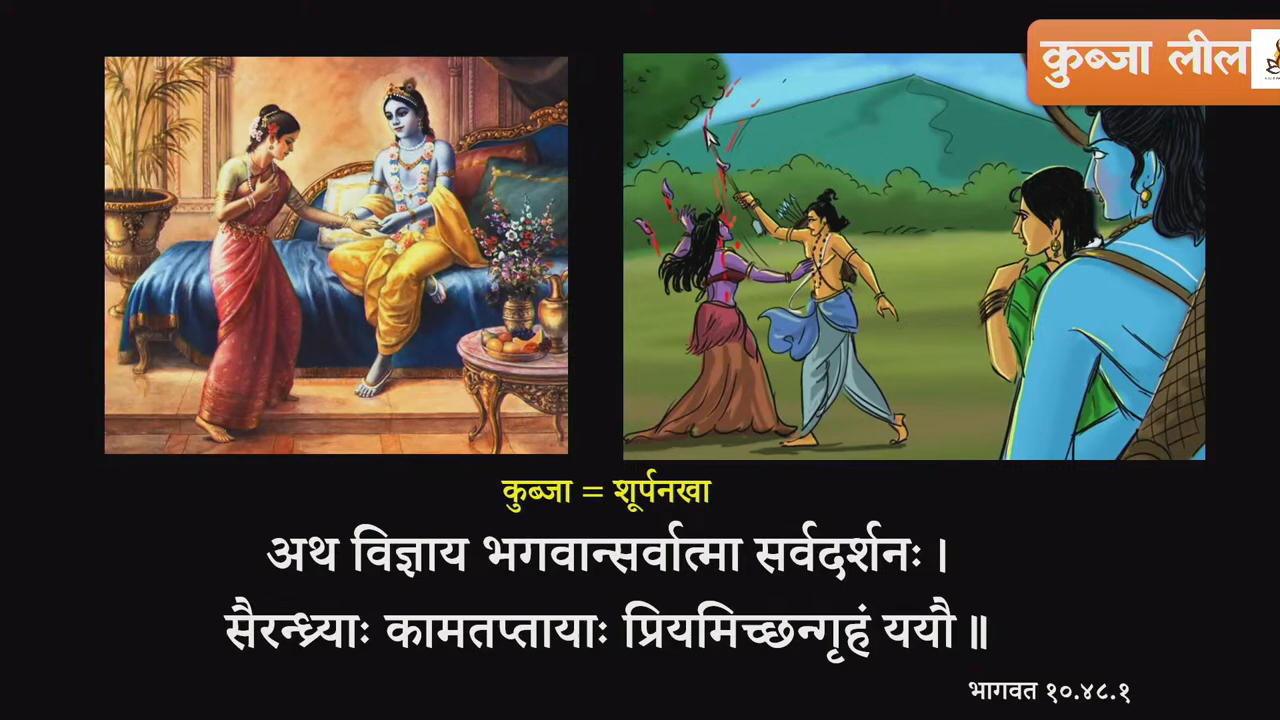 कुब्जा लील
कुब्जा = शूर्पनखा
अथ विज्ञाय भगवान्सर्वात्मा सर्वदर्शनः ।
सैरन्ध्र्याः कामतप्तायाः प्रियमिच्छन्गृहं ययौ ॥
भागवत १०.४८.१